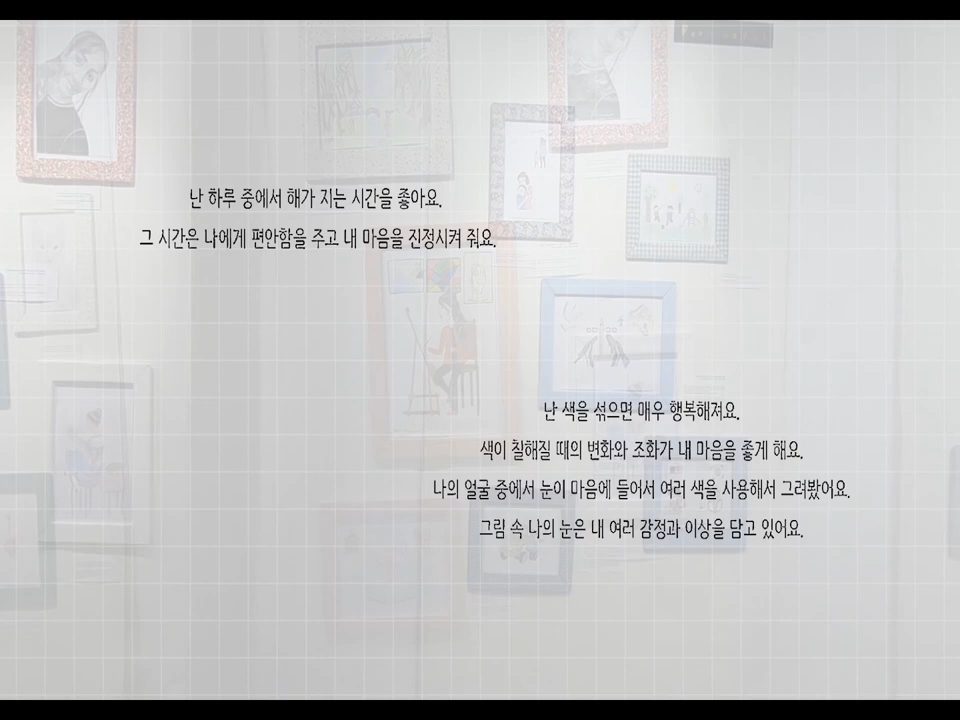 난 하루 중에서 해가 지는 시간을 좋아요.
그 시간은 나에게 편안함을 주고 내 마음을 진정시켜 줘요.
난 색을 섞으면 매우 행복해져요.
색이 칠해질 때의 변화와 조화가 내 마음을 좋게 해요.
나의 얼굴 중에서 눈이 마음에 들어서 여러 색을 사용해서 그려봤어요.
그림 속 나의 눈은 내 여러 감정과 이상을 담고 있어요.